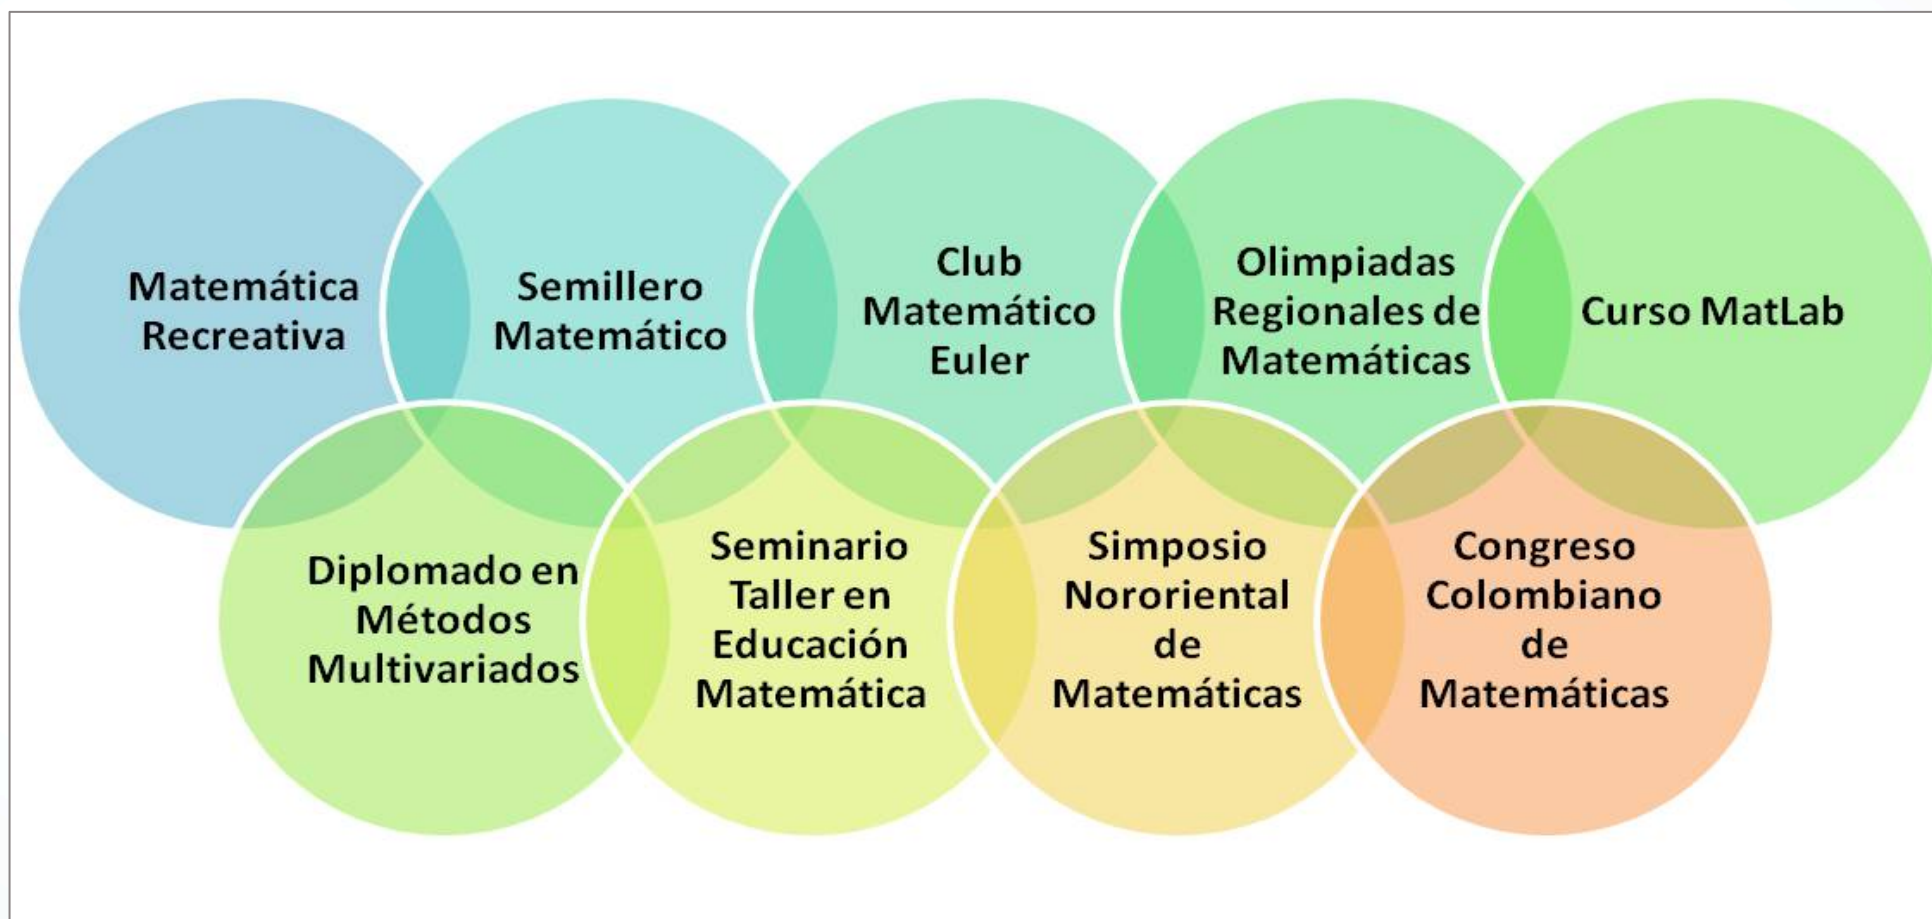 Matemática
Recreativa
Semillero
Matemático
Club
Matemático
Euler
Olimpiadas
Regionales de
Matemáticas
Curso MatLab
Diplomado en
Métodos
Multivariados
Seminario
Taller en
Educación
Matemática
Simposio
Nororiental
de
Matemáticas
Congreso
Colombiano
de
Matemáticas